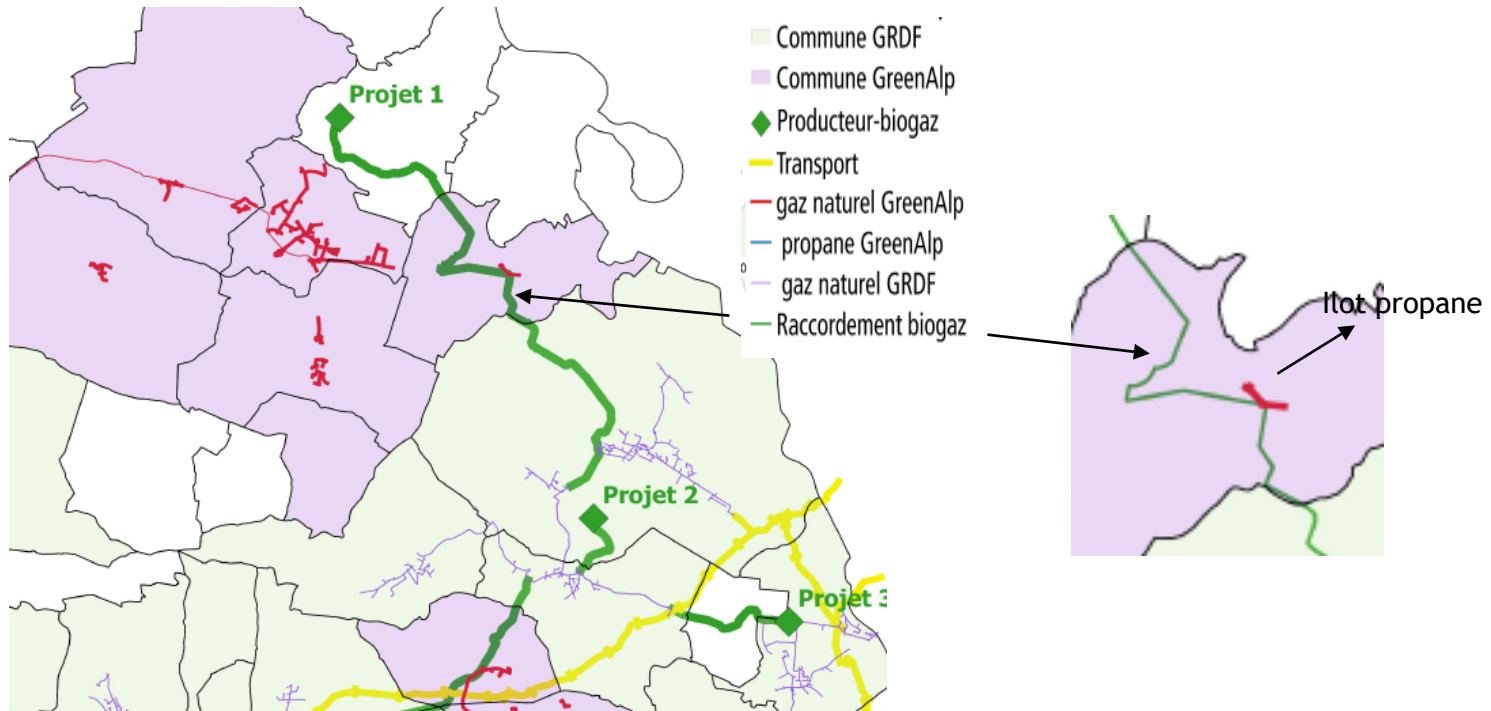 Projet 1
Projet 2
Projet 3
Commune GRDF
Commune GreenAlp
Producteur-biogaz
Transport
gaz naturel GreenAlp
propane GreenAlp
gaz naturel GRDF
Raccordement biogaz
Ilot propane